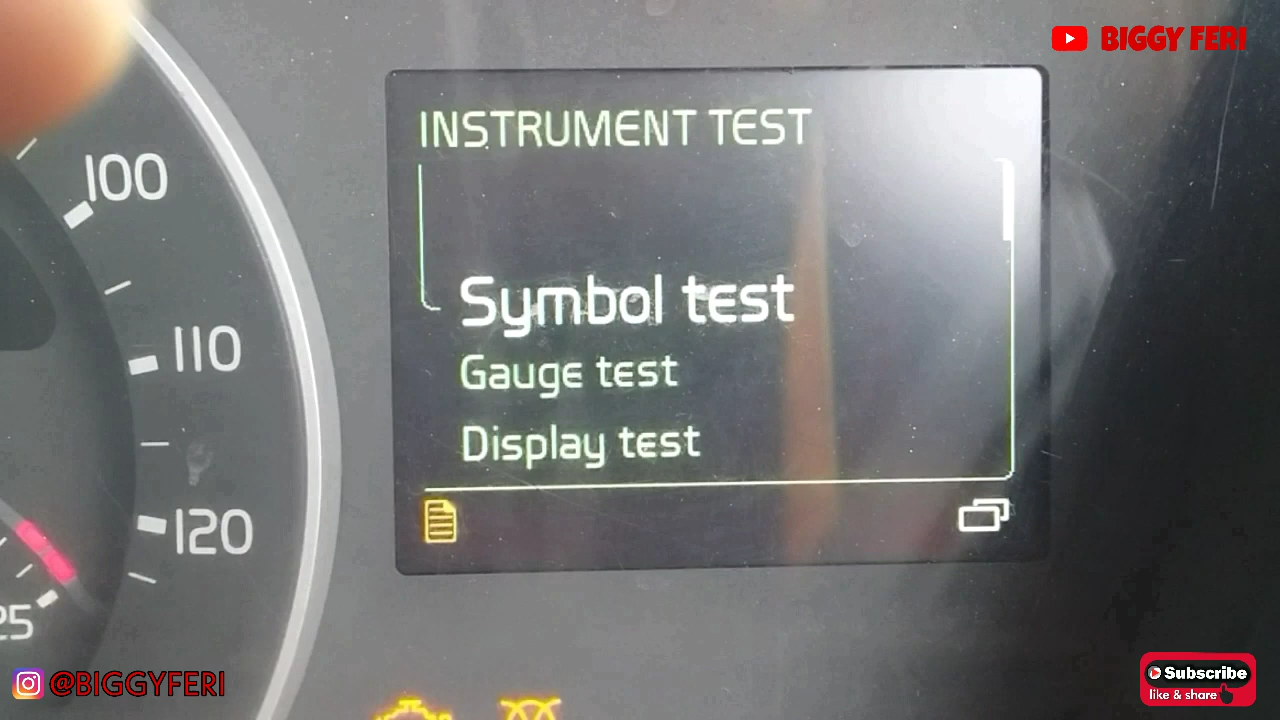 BIGGY FERI
INSTRUMENT TEST
Symbol test
Gauge test
Display test
100
110
120
25
@BIGGYFERI
Subscribe
like & share